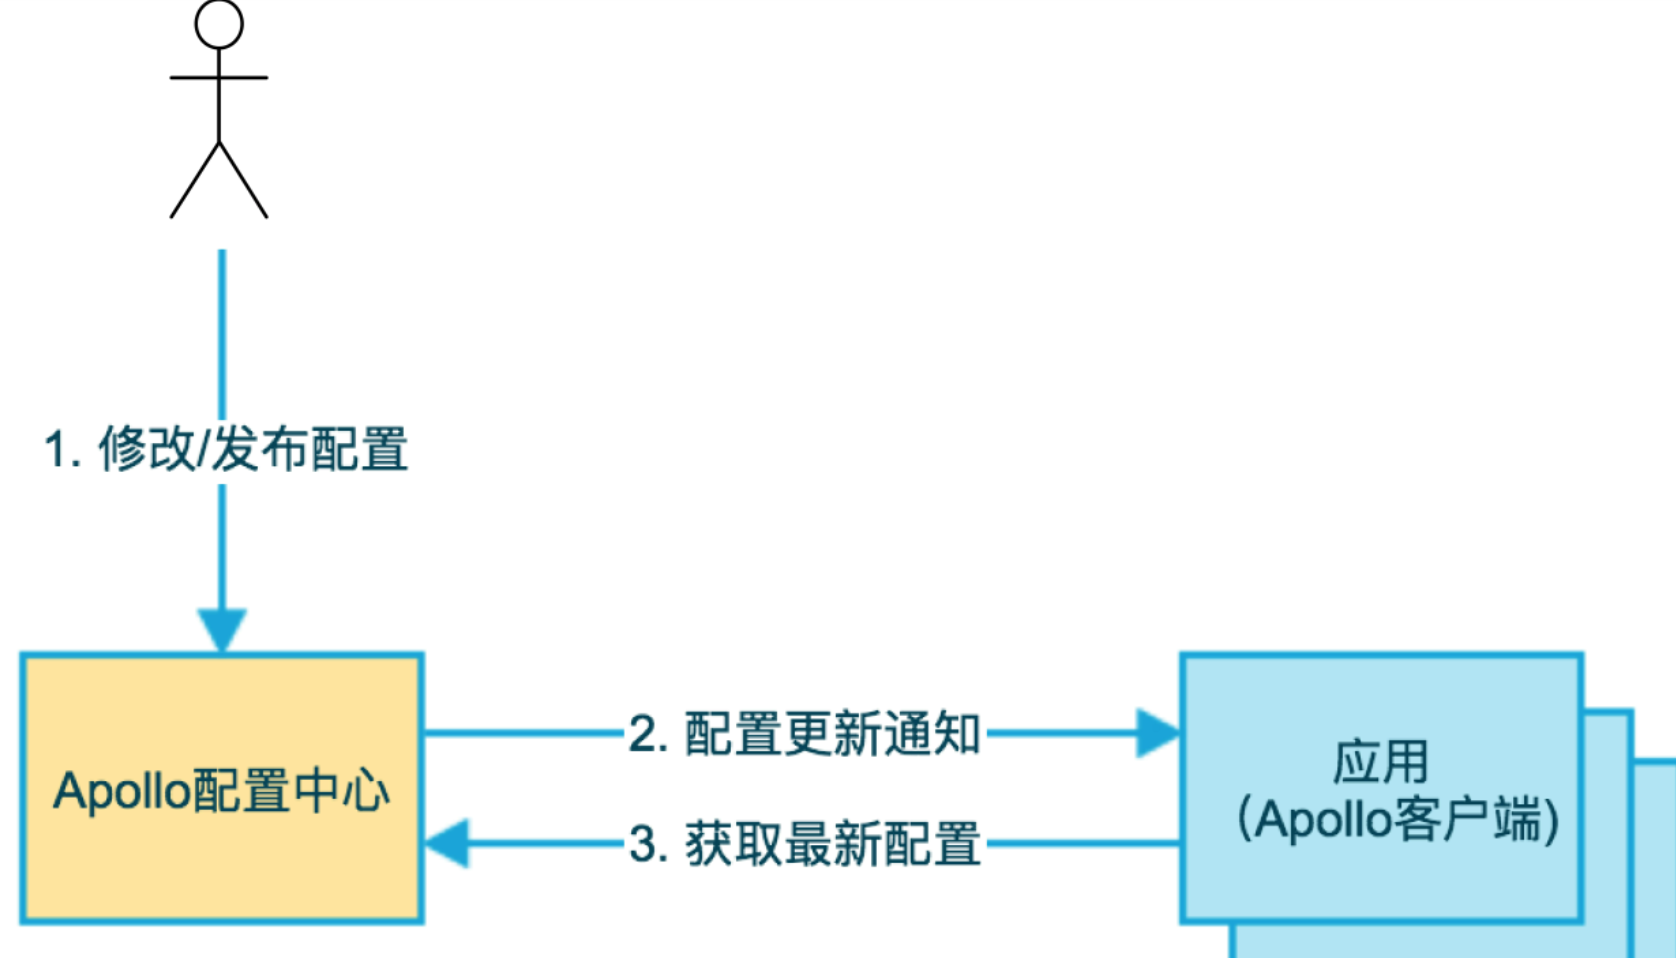 1. 修改/发布配置
2. 配置更新通知
Apollo配置中心
3. 获取最新配置
应用
（Apollo客户端)